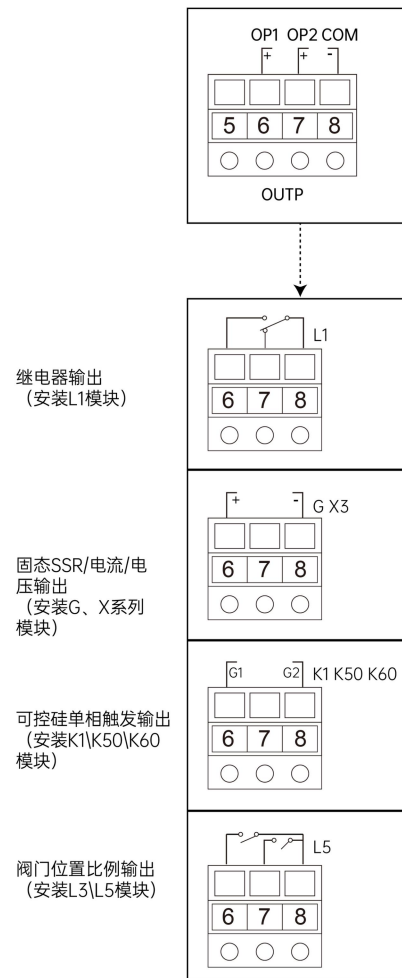 OP1 OP2 COM
+ + -
5 6 7 8
OUTP
L1
继电器输出
（安装L1模块）
6 7 8
+ - G X3
固态SSR/电流/电
压输出
（安装G、X系列
模块）
6 7 8
G1 G2 K1 K50 K60
可控硅单相触发输出
（安装K1\K50\K60
模块）
6 7 8
L5
阀门位置比例输出
（安装L3\L5模块）
6 7 8